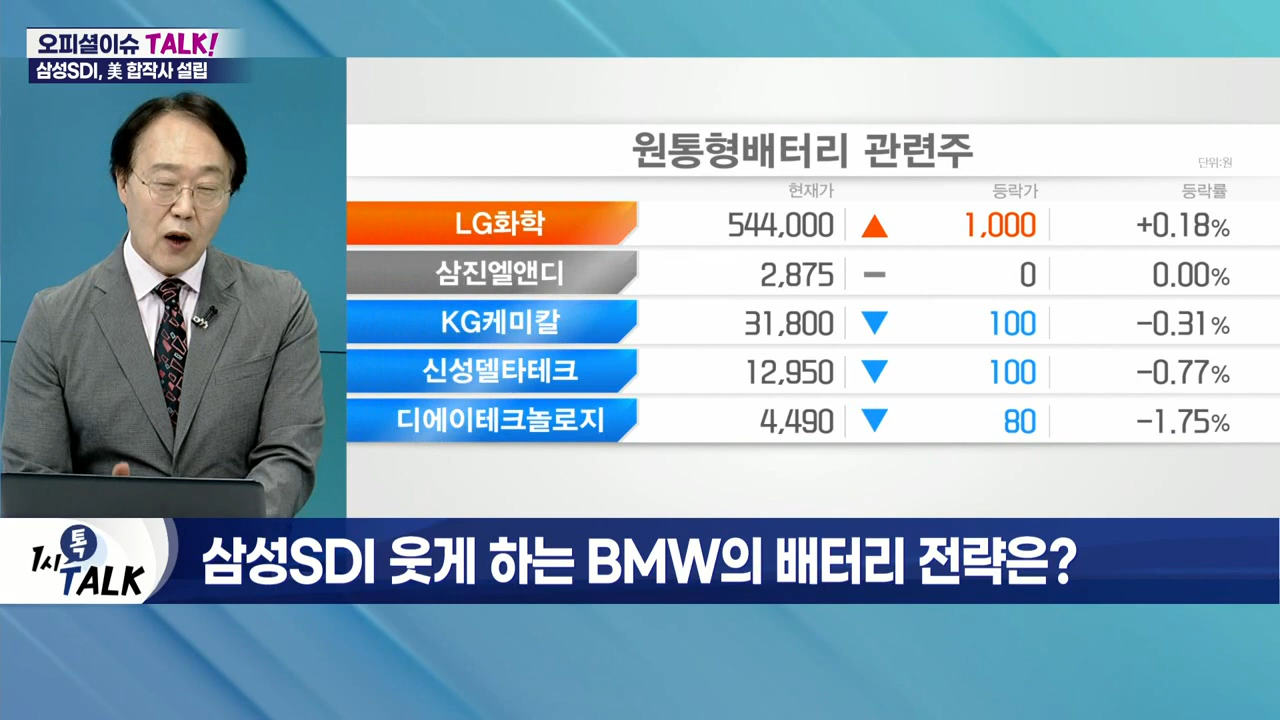 오피셜이슈 TALK!
삼성SDI, 美 합작사 설립
원통형배터리 관련주
단위:원
현재가 등락가 등락률
LG화학 544,000 ▲ 1,000 +0.18%
삼진엘앤디 2,875 － 0 0.00%
KG케미칼 31,800 ▼ 100 -0.31%
신성델타테크 12,950 ▼ 100 -0.77%
디에이테크놀로지 4,490 ▼ 80 -1.75%
1시 톡 TALK
삼성SDI 웃게 하는 BMW의 배터리 전략은?